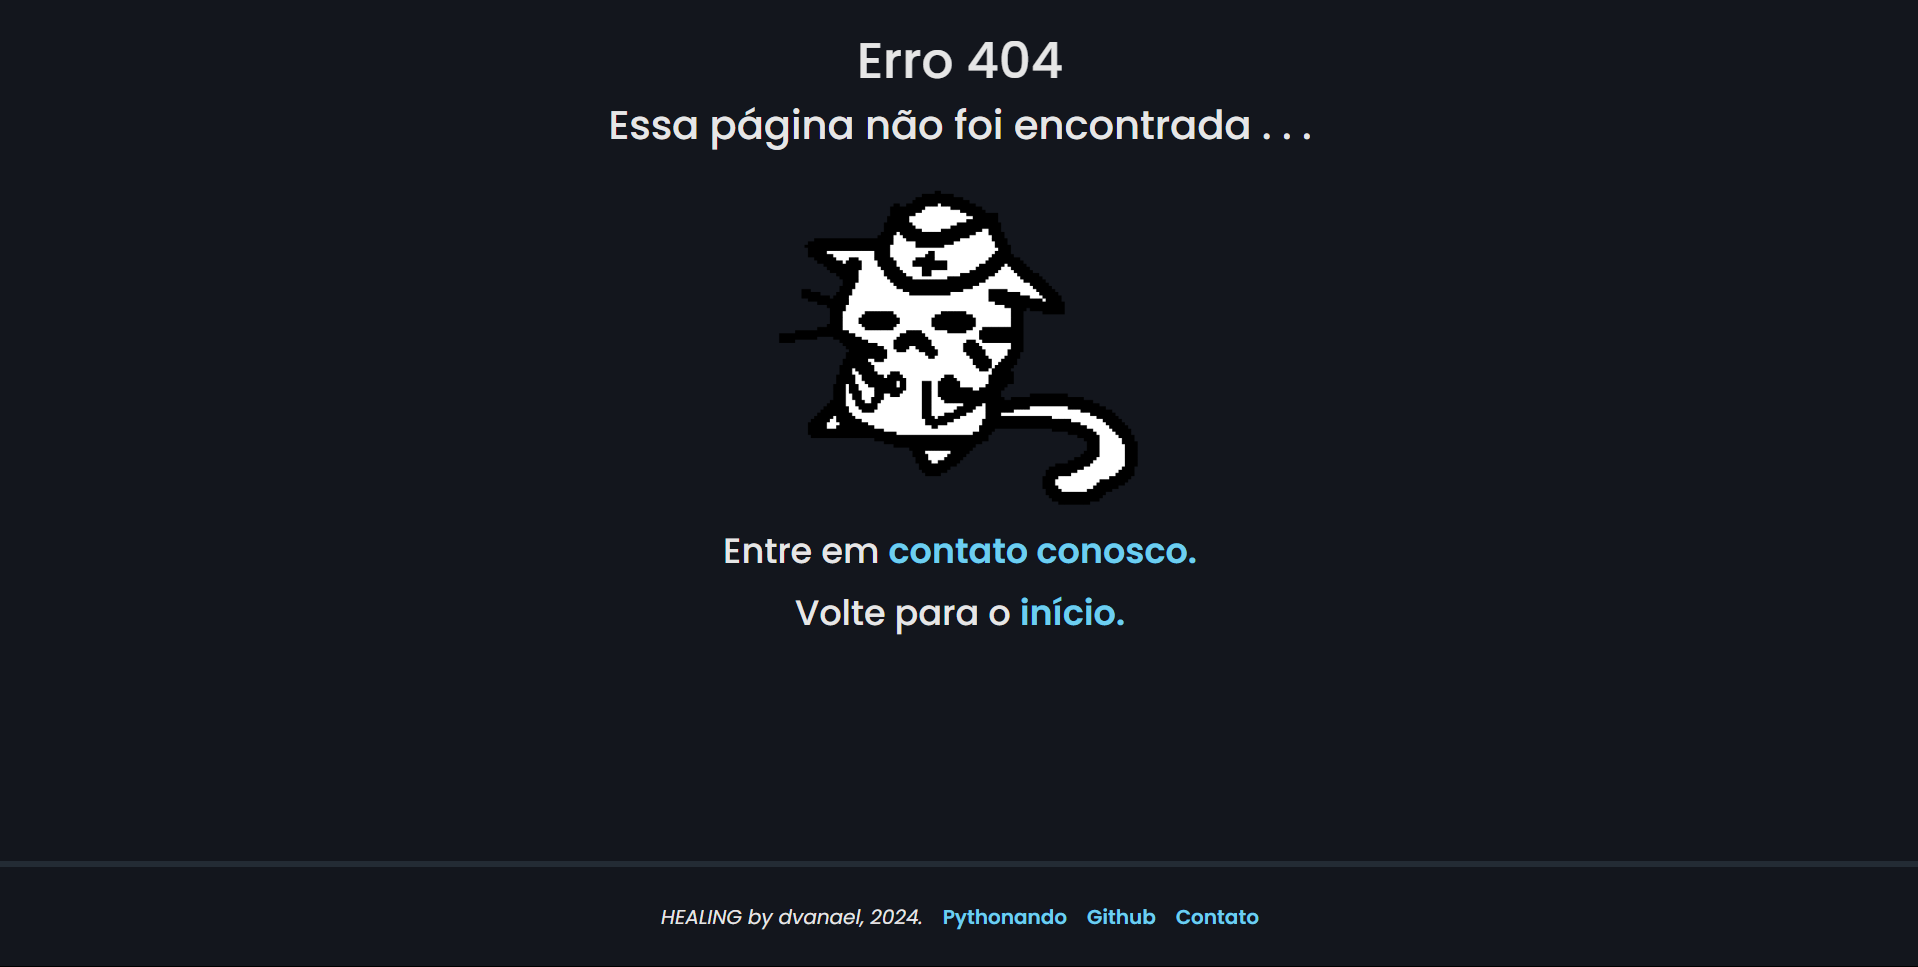 Erro 404
Essa página não foi encontrada . . .
Entre em contato conosco.
Volte para o início.
HEALING by dvanael, 2024. Pythonando Github Contato